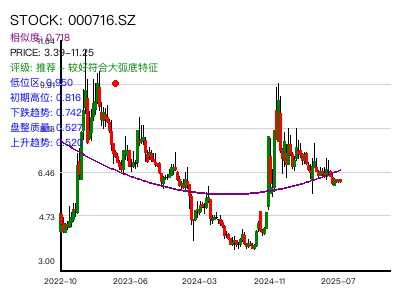 STOCK: 000716.SZ
相似度: 0.718
11.64
PRICE: 3.39–11.25
评级: 推荐 – 较好符合大弧底特征
低位区: 0.950
9.91
初期高位: 0.816
下跌趋势: 0.742
盘整质量: 0.527
8.18
上升趋势: 0.520
6.46
4.73
3.00
2022–10
2023–06
2024–03
2024–11
2025–07